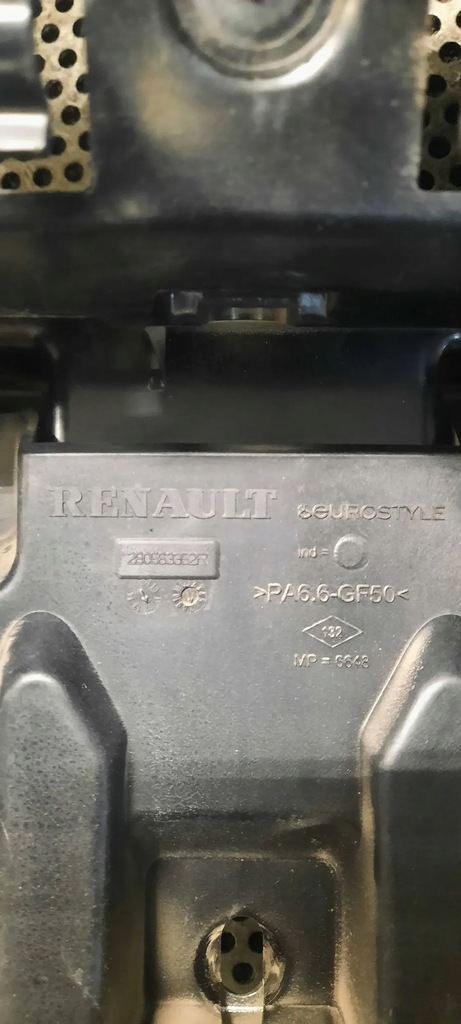 RENAULT
&EUROSTYLE
Ind =
>PA6.6-GF50<
132
MP = 6648